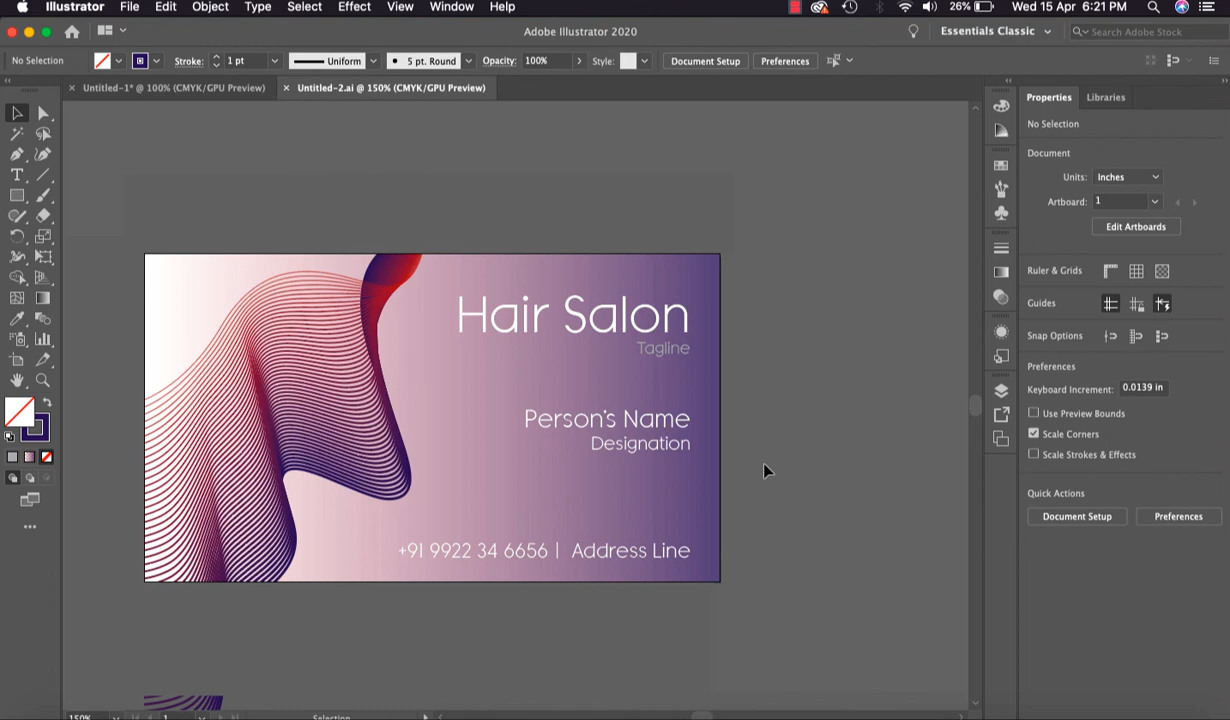 Illustrator File Edit Object Type Select Effect View Window Help 26% Wed 15 Apr 6:21 PM
Adobe Illustrator 2020 Essentials Classic Search Adobe Stock
No Selection Stroke: 1 pt Uniform 5 pt. Round Opacity: 100% Style: Document Setup Preferences
Untitled-1* @ 100% (CMYK/GPU Preview) Untitled-2.ai @ 150% (CMYK/GPU Preview)
Properties Libraries
No Selection
Document
Units: Inches
Artboard: 1
Edit Artboards
Ruler & Grids
Guides
Snap Options
Preferences
Keyboard Increment: 0.0139 in
Use Preview Bounds
Scale Corners
Scale Strokes & Effects
Quick Actions
Document Setup Preferences
Hair Salon
Tagline
Person's Name
Designation
+91 9922 34 6656 | Address Line
150% 1 Selection